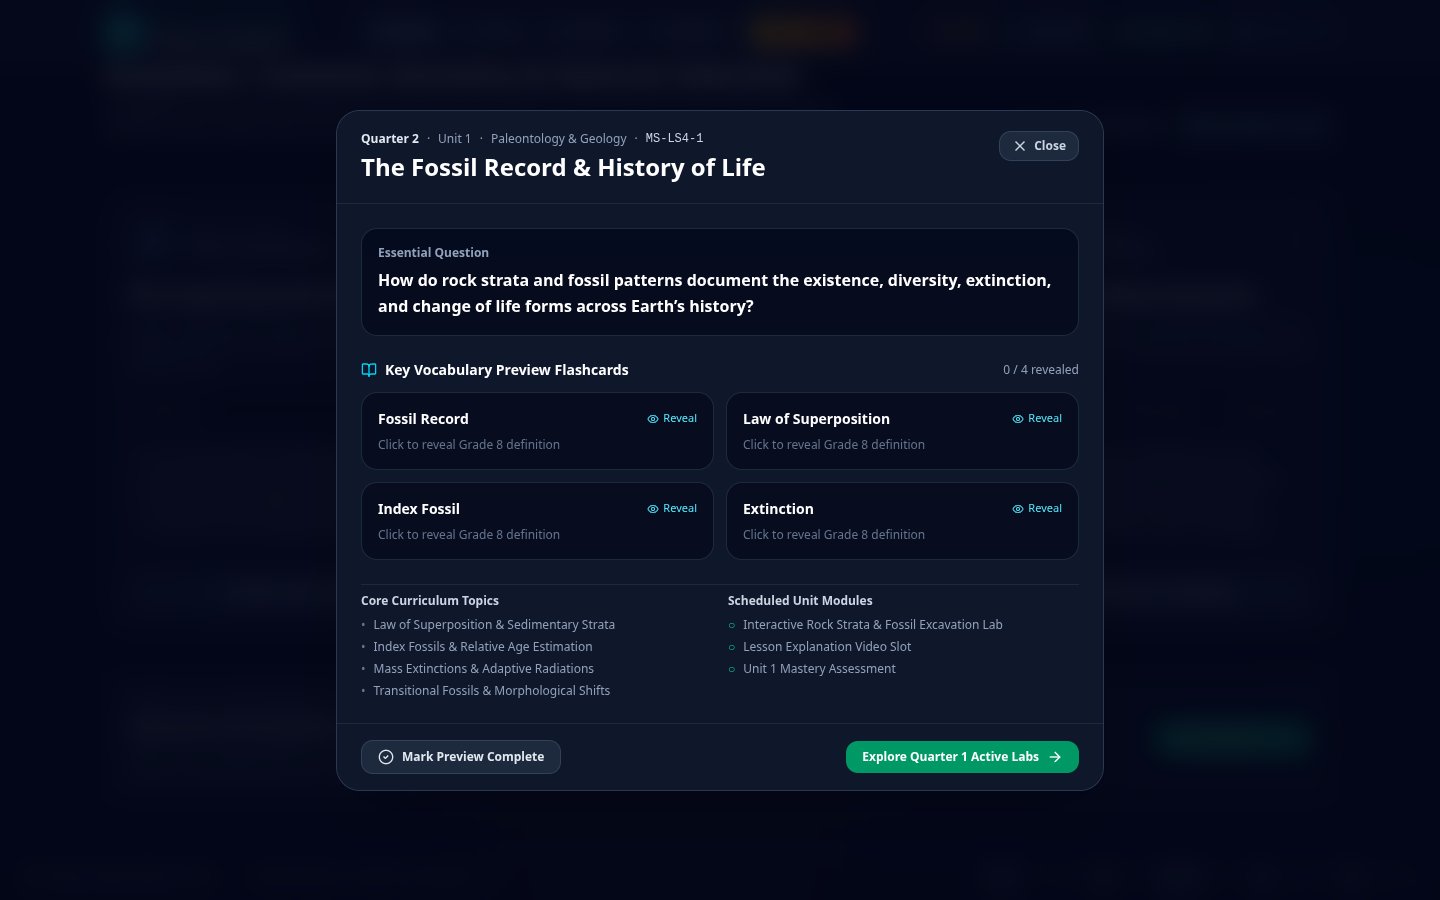 Quarter 2 · Unit 1 · Paleontology & Geology · MS-LS4-1
The Fossil Record & History of Life
Close
Essential Question
How do rock strata and fossil patterns document the existence, diversity, extinction,
and change of life forms across Earth’s history?
Key Vocabulary Preview Flashcards
0 / 4 revealed
Fossil Record
Reveal
Click to reveal Grade 8 definition
Law of Superposition
Reveal
Click to reveal Grade 8 definition
Index Fossil
Reveal
Click to reveal Grade 8 definition
Extinction
Reveal
Click to reveal Grade 8 definition
Core Curriculum Topics
• Law of Superposition & Sedimentary Strata
• Index Fossils & Relative Age Estimation
• Mass Extinctions & Adaptive Radiations
• Transitional Fossils & Morphological Shifts
Scheduled Unit Modules
○ Interactive Rock Strata & Fossil Excavation Lab
○ Lesson Explanation Video Slot
○ Unit 1 Mastery Assessment
Mark Preview Complete
Explore Quarter 1 Active Labs →